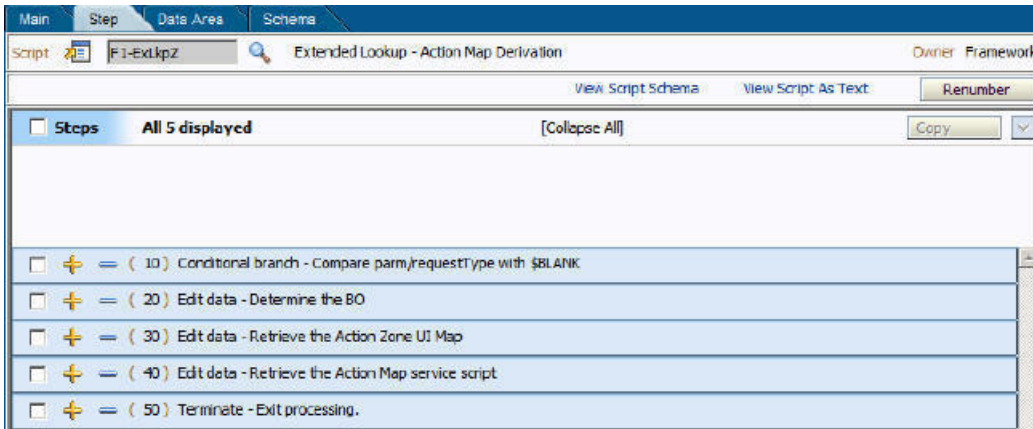 Main Step Data Area Schema
Script F1-ExtLkpZ Extended Lookup - Action Map Derivation Owner Framework
View Script Schema View Script As Text Renumber
Steps All 5 displayed [Collapse All] Copy
( 10 ) Conditional branch - Compare parm/requestType with $BLANK
( 20 ) Edit data - Determine the BO
( 30 ) Edit data - Retrieve the Action Zone UI Map
( 40 ) Edit data - Retrieve the Action Map service script
( 50 ) Terminate - Exit processing.